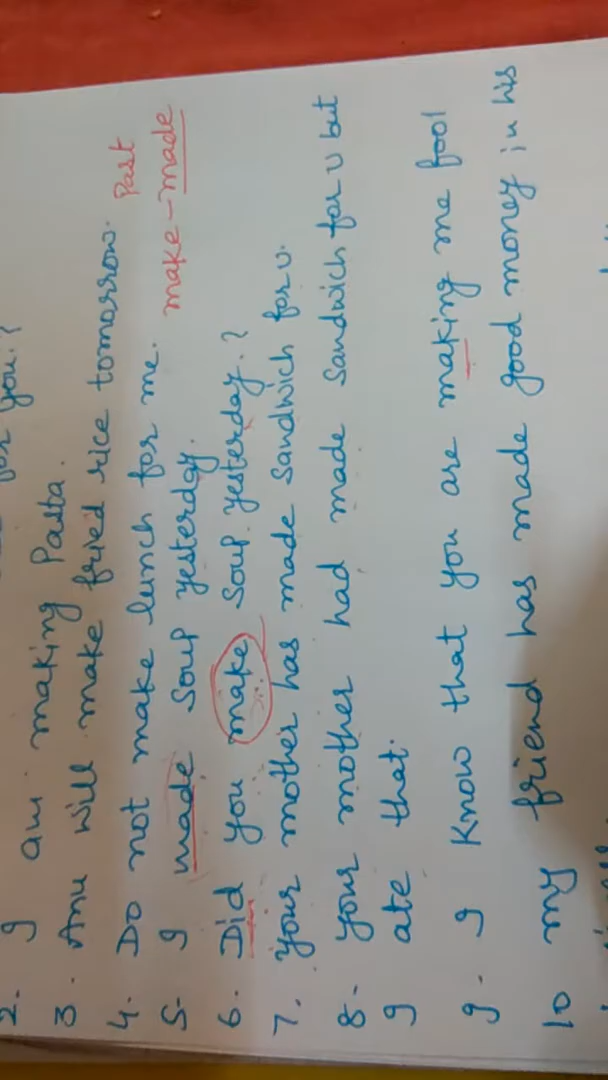 for you.?
2. I am making Pasta.
3. Anu will make fried rice tomorrow.
4. Do not make lunch for me. Past
5. I made Soup yesterday. make-made
6. Did you make Soup yesterday.?
7. your mother has made Sandwich for U.
8. your mother had made Sandwich for U but
I ate that.
9. I Know that you are making me fool
10 my friend has made good money in his